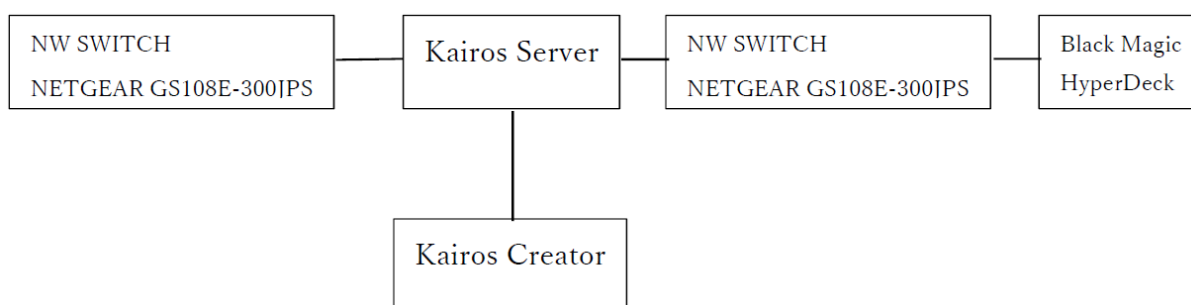 NW SWITCH
NETGEAR GS108E-300JPS
Kairos Server
NW SWITCH
NETGEAR GS108E-300JPS
Black Magic
HyperDeck
Kairos Creator